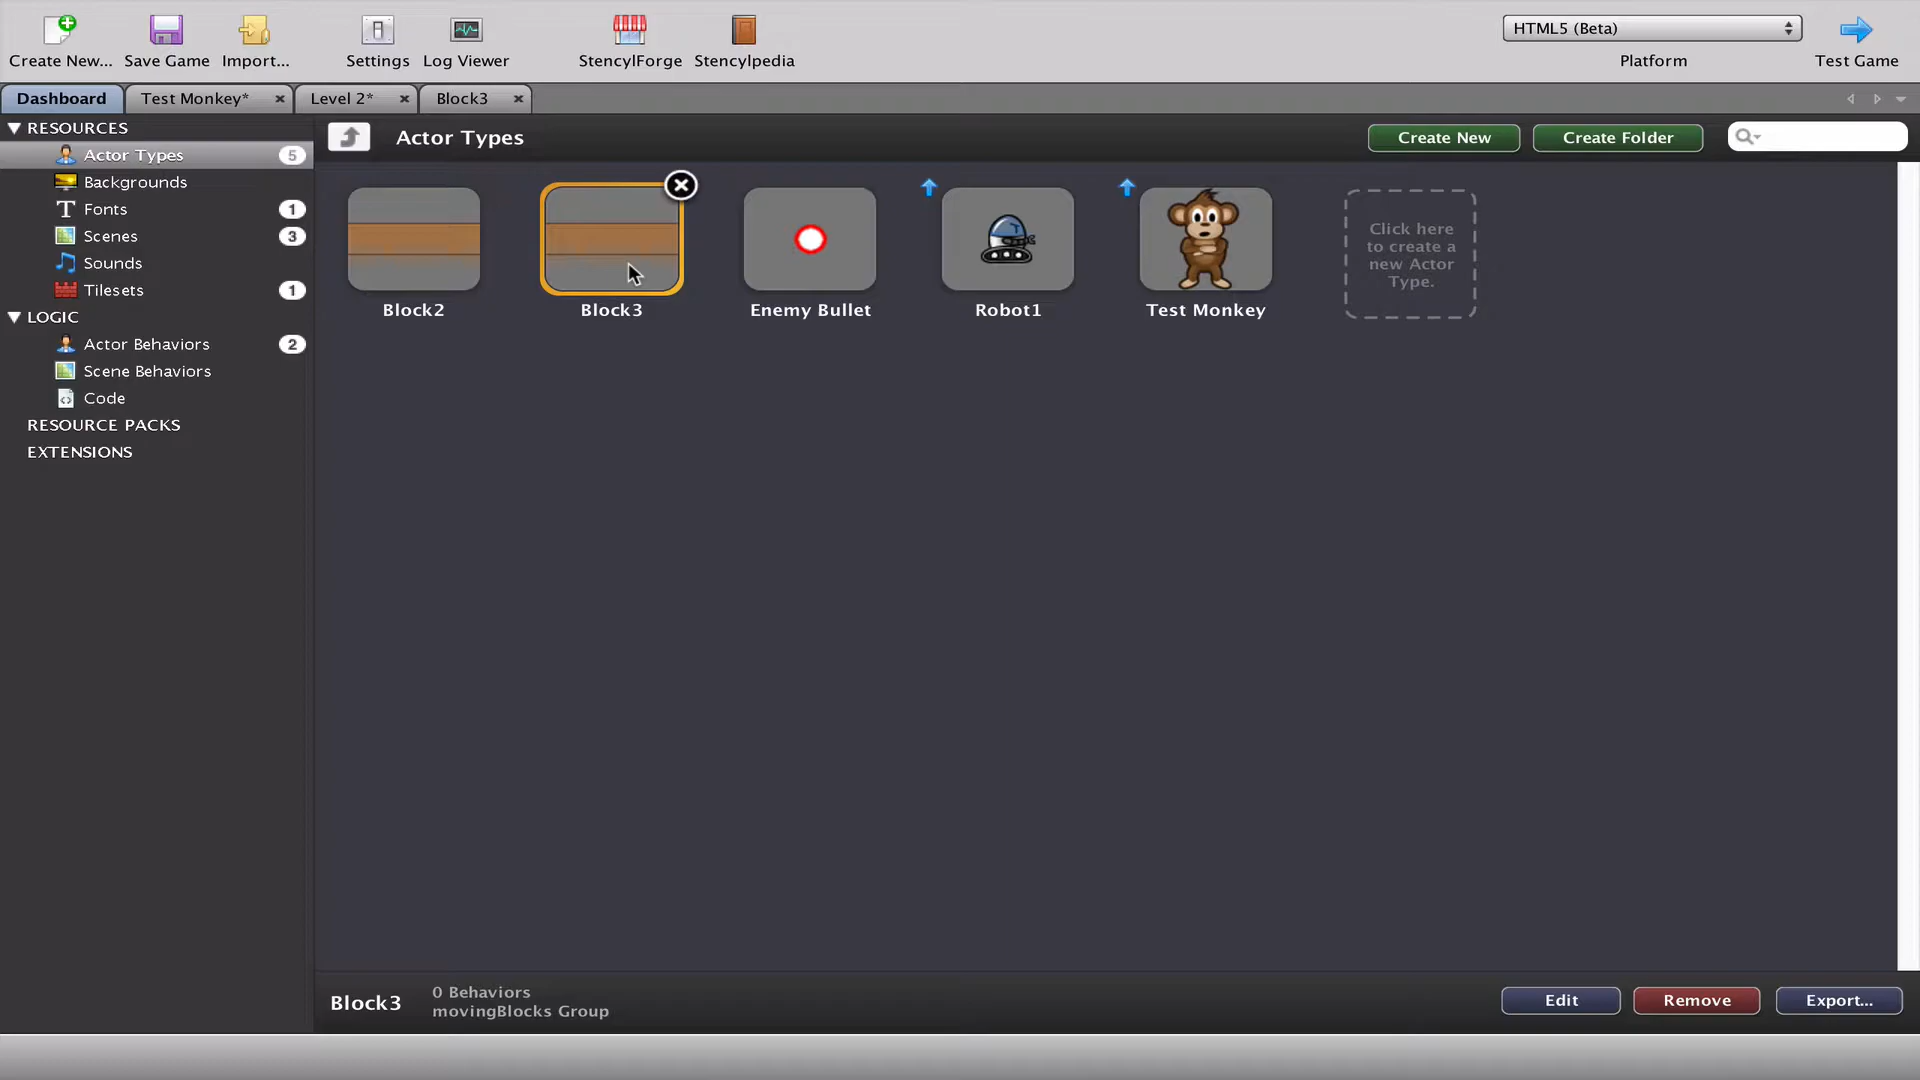 Create New...
Save Game
Import...
Settings
Log Viewer
StencylForge
Stencylpedia
HTML5 (Beta)
Platform
Test Game
Dashboard
Test Monkey*
Level 2*
Block3
RESOURCES
Actor Types
5
Backgrounds
Fonts
1
Scenes
3
Sounds
Tilesets
1
LOGIC
Actor Behaviors
2
Scene Behaviors
Code
RESOURCE PACKS
EXTENSIONS
Actor Types
Create New
Create Folder
Block2
Block3
Enemy Bullet
Robot1
Test Monkey
Click here
to create a
new Actor
Type.
Block3
0 Behaviors
movingBlocks Group
Edit
Remove
Export...